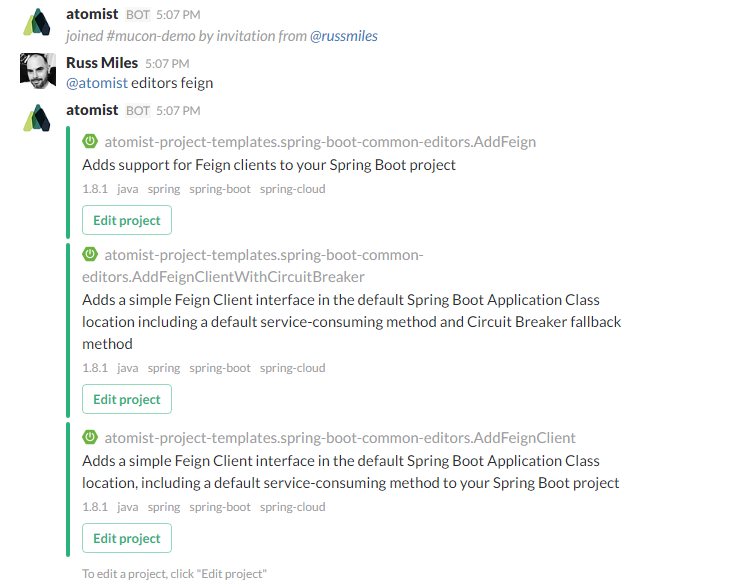 atomist BOT 5:07 PM
joined #mucon-demo by invitation from @russmiles
Russ Miles 5:07 PM
@atomist editors feign
atomist BOT 5:07 PM
atomist-project-templates.spring-boot-common-editors.AddFeign
Adds support for Feign clients to your Spring Boot project
1.8.1 java spring spring-boot spring-cloud
Edit project
atomist-project-templates.spring-boot-common-
editors.AddFeignClientWithCircuitBreaker
Adds a simple Feign Client interface in the default Spring Boot Application Class
location including a default service-consuming method and Circuit Breaker fallback
method
1.8.1 java spring spring-boot spring-cloud
Edit project
atomist-project-templates.spring-boot-common-editors.AddFeignClient
Adds a simple Feign Client interface in the default Spring Boot Application Class
location, including a default service-consuming method to your Spring Boot project
1.8.1 java spring spring-boot spring-cloud
Edit project
To edit a project, click "Edit project"